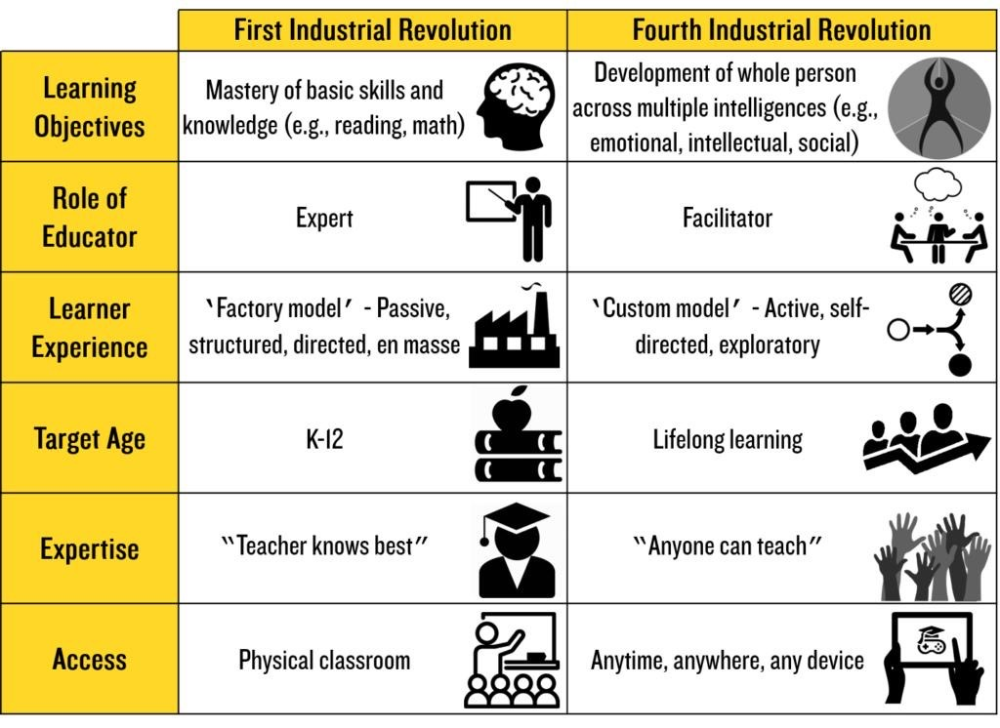 First Industrial Revolution
Fourth Industrial Revolution
Learning
Objectives
Mastery of basic skills and
knowledge (e.g., reading, math)
Development of whole person
across multiple intelligences (e.g.,
emotional, intellectual, social)
Role of
Educator
Expert
Facilitator
Learner
Experience
‵Factory model′ - Passive,
structured, directed, en masse
‵Custom model′ - Active, self-
directed, exploratory
Target Age
K-12
Lifelong learning
Expertise
‶Teacher knows best″
‶Anyone can teach″
Access
Physical classroom
Anytime, anywhere, any device